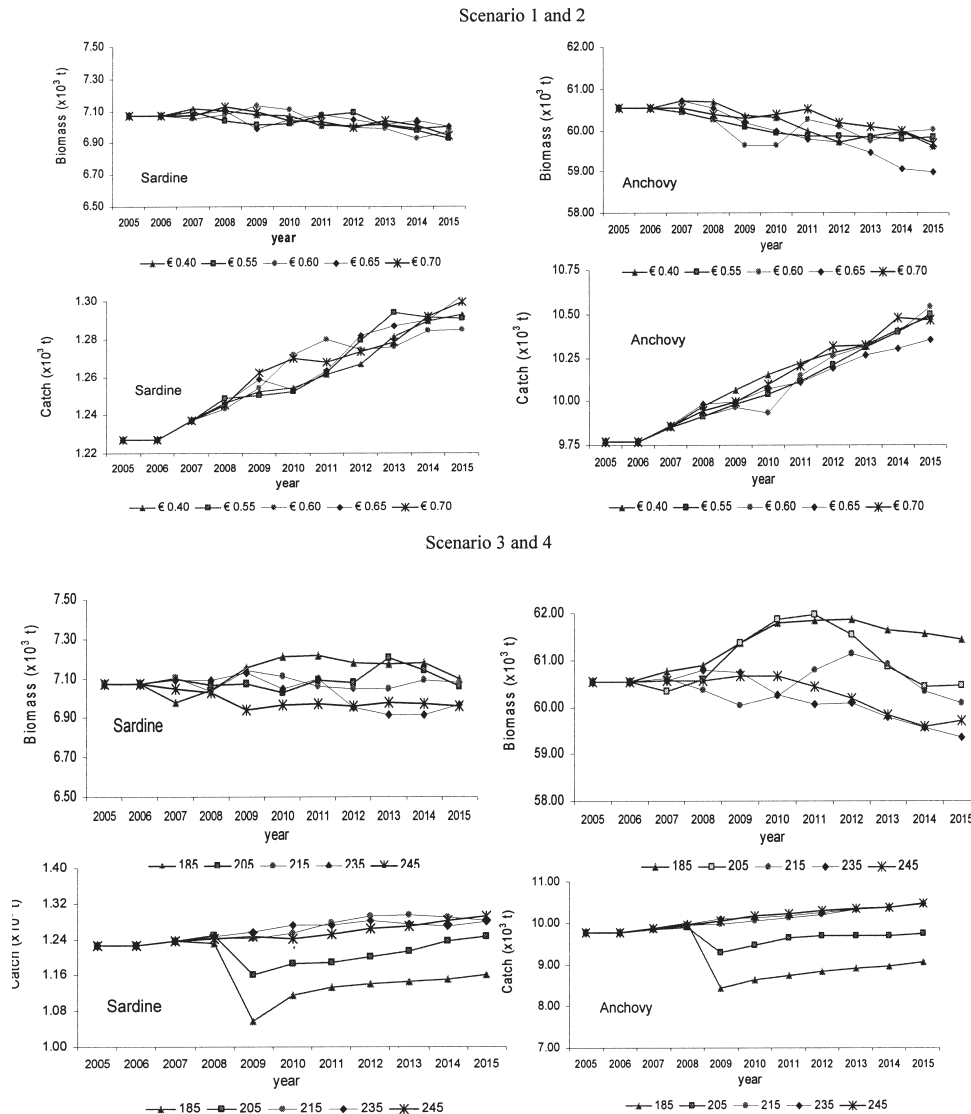 Scenario 1 and 2
7.50
7.30
7.10
6.90
6.70
6.50
Biomass (x10³ t)
Sardine
2005 2006 2007 2008 2009 2010 2011 2012 2013 2014 2015
year
€ 0.40 € 0.55 € 0.60 € 0.65 € 0.70
62.00
61.00
60.00
59.00
58.00
Biomass (x10³ t)
Anchovy
2005 2006 2007 2008 2009 2010 2011 2012 2013 2014 2015
year
€ 0.40 € 0.55 € 0.60 € 0.65 € 0.70
1.30
1.28
1.26
1.24
1.22
Catch (x10³ t)
Sardine
2005 2006 2007 2008 2009 2010 2011 2012 2013 2014 2015
year
€ 0.40 € 0.55 € 0.60 € 0.65 € 0.70
10.75
10.50
10.25
10.00
9.75
Catch (x10³ t)
Anchovy
2005 2006 2007 2008 2009 2010 2011 2012 2013 2014 2015
year
€ 0.40 € 0.55 € 0.60 € 0.65 € 0.70
Scenario 3 and 4
7.50
7.30
7.10
6.90
6.70
6.50
Biomass (x10³ t)
Sardine
2005 2006 2007 2008 2009 2010 2011 2012 2013 2014 2015
year
185 205 215 235 245
62.00
61.00
60.00
59.00
58.00
Biomass (x10³ t)
Anchovy
2005 2006 2007 2008 2009 2010 2011 2012 2013 2014 2015
year
185 205 215 235 245
1.40
1.32
1.24
1.16
1.08
1.00
Catch (x10³ t)
Sardine
2005 2006 2007 2008 2009 2010 2011 2012 2013 2014 2015
year
185 205 215 235 245
11.00
10.00
9.00
8.00
7.00
Catch (x10³ t)
Anchovy
2005 2006 2007 2008 2009 2010 2011 2012 2013 2014 2015
year
185 205 215 235 245